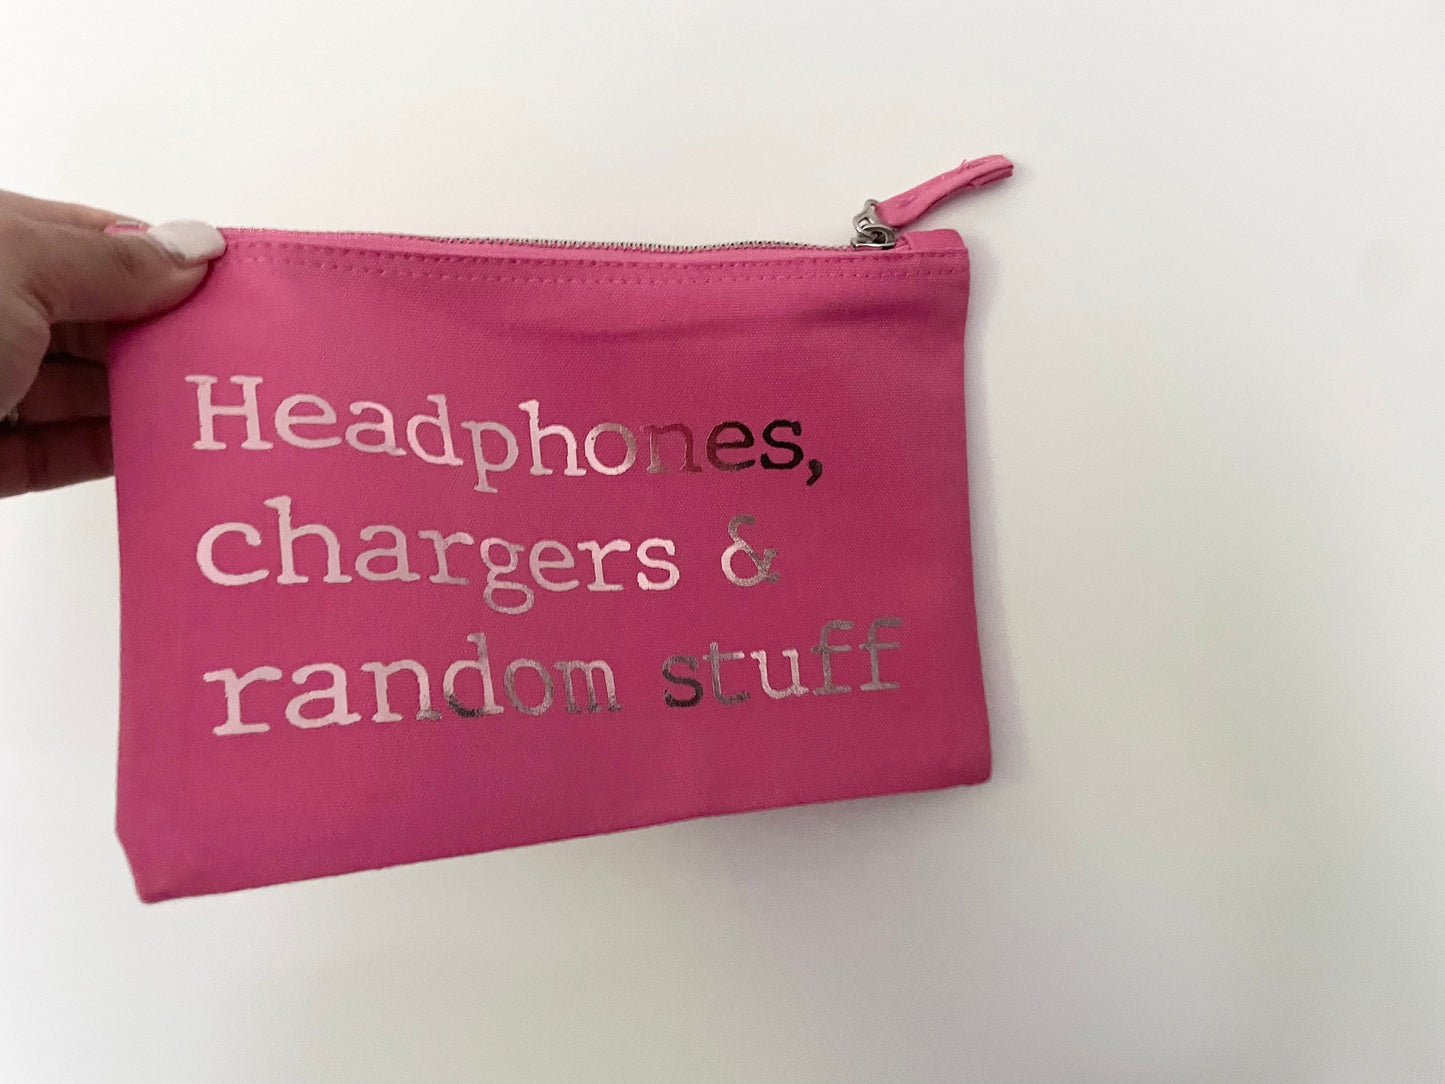 Headphones,
chargers &
random stuff